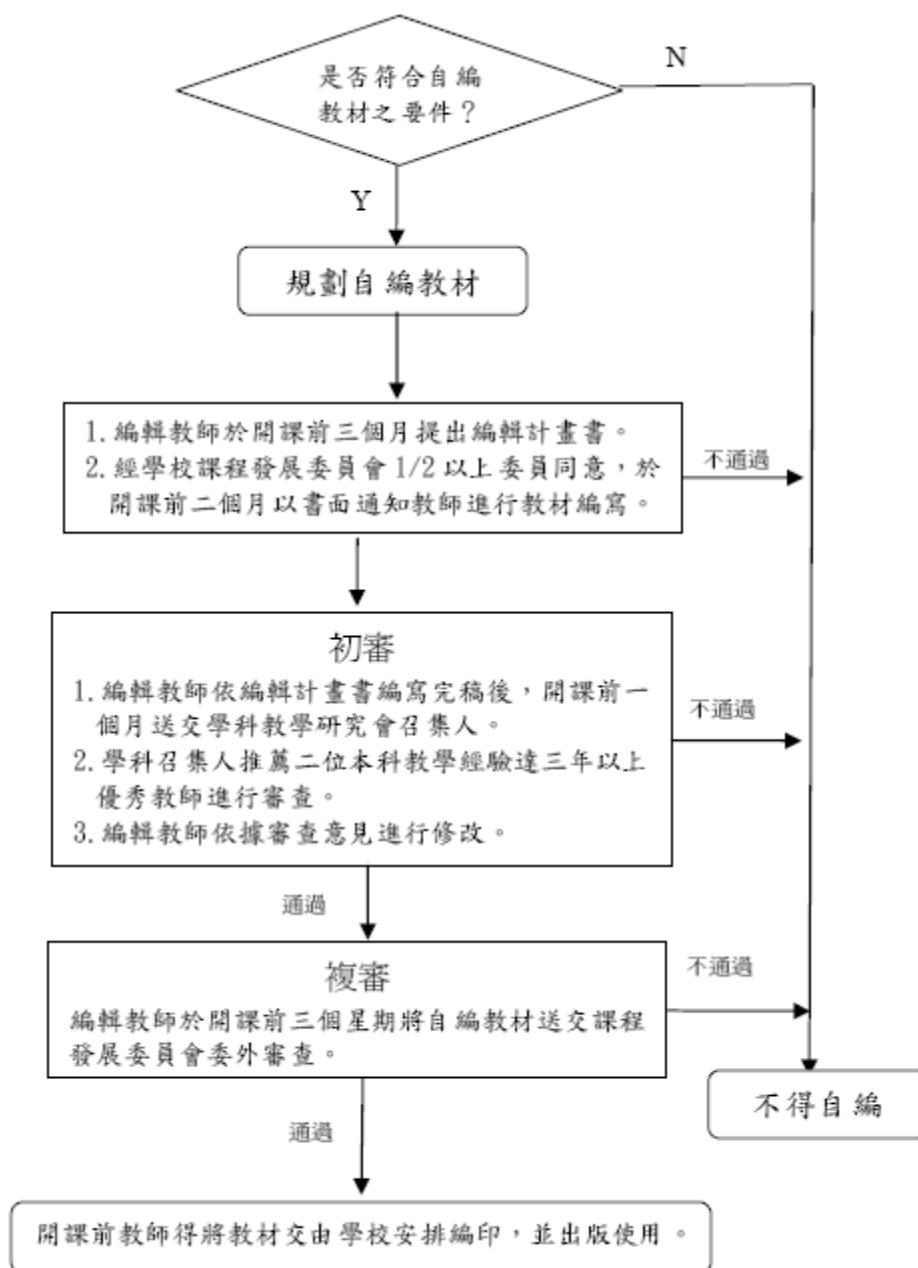 是否符合自編
教材之要件？
N
Y
規劃自編教材
1. 編輯教師於開課前三個月提出編輯計畫書。
2. 經學校課程發展委員會 1/2 以上委員同意，於
開課前二個月以書面通知教師進行教材編寫。
不通過
初審
1. 編輯教師依編輯計畫書編寫完稿後，開課前一
個月送交學科教學研究會召集人。
2. 學科召集人推薦二位本科教學經驗達三年以上
優秀教師進行審查。
3. 編輯教師依據審查意見進行修改。
不通過
通過
複審
編輯教師於開課前三個星期將自編教材送交課程
發展委員會委外審查。
不通過
不得自編
通過
開課前教師得將教材交由學校安排編印，並出版使用。